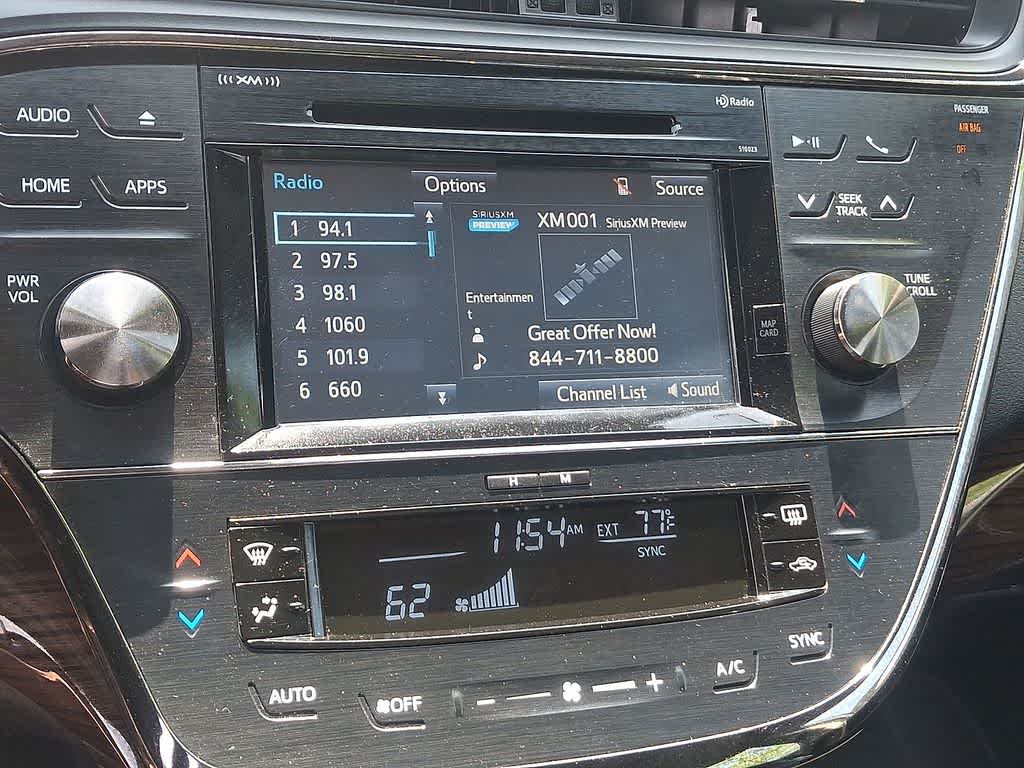 XM
HD Radio
510023
AUDIO
HOME
APPS
PWR
VOL
Radio
Options
Source
1 94.1
2 97.5
3 98.1
4 1060
5 101.9
6 660
SIRIUSXM
PREVIEW
XM001 SiriusXM Preview
Entertainmen
t
Great Offer Now!
844-711-8800
Channel List
Sound
MAP
CARD
PASSENGER
AIR BAG
OFF
SEEK
TRACK
TUNE
SCROLL
H M
11:54 AM
EXT 77°F
SYNC
62
AUTO
OFF
A/C
SYNC